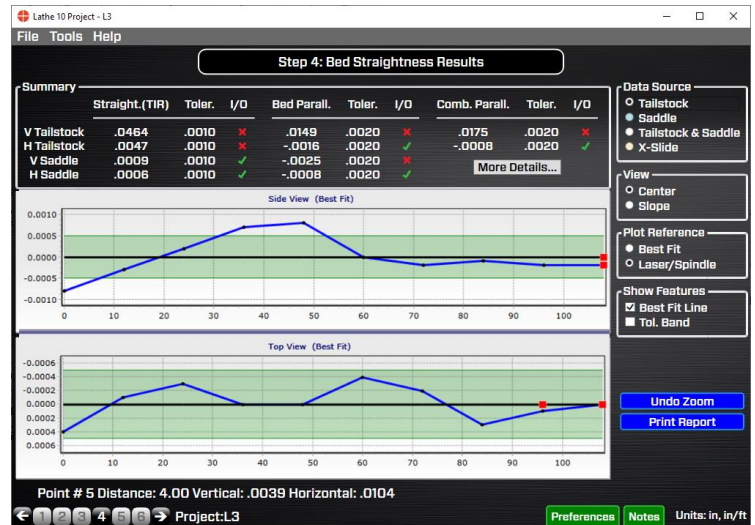 Lathe 10 Project - L3
File Tools Help
Step 4: Bed Straightness Results
Summary
Straight.(TIR) Toler. I/O Bed Parall. Toler. I/O Comb. Parall. Toler. I/O
V Tailstock .0464 .0010 ✘ .0149 .0020 ✘ .0175 .0020 ✘
H Tailstock .0047 .0010 ✘ -.0016 .0020 ✓ -.0008 .0020 ✓
V Saddle .0009 .0010 ✓ -.0025 .0020 ✘
H Saddle .0006 .0010 ✓ -.0008 .0020 ✓
More Details...
Data Source
Tailstock
Saddle
Tailstock & Saddle
X-Slide
View
Center
Slope
Plot Reference
Best Fit
Laser/Spindle
Show Features
Best Fit Line
Tol. Band
Undo Zoom
Print Report
Side View (Best Fit)
0.0010
0.0005
0.0000
-0.0005
-0.0010
0 10 20 30 40 50 60 70 80 90 100
Top View (Best Fit)
-0.0006
-0.0004
-0.0002
0.0000
0.0002
0.0004
0.0006
0 10 20 30 40 50 60 70 80 90 100
Point # 5 Distance: 4.00 Vertical: .0039 Horizontal: .0104
1 2 3 4 5 6 Project:L3
Preferences Notes Units: in, in/ft